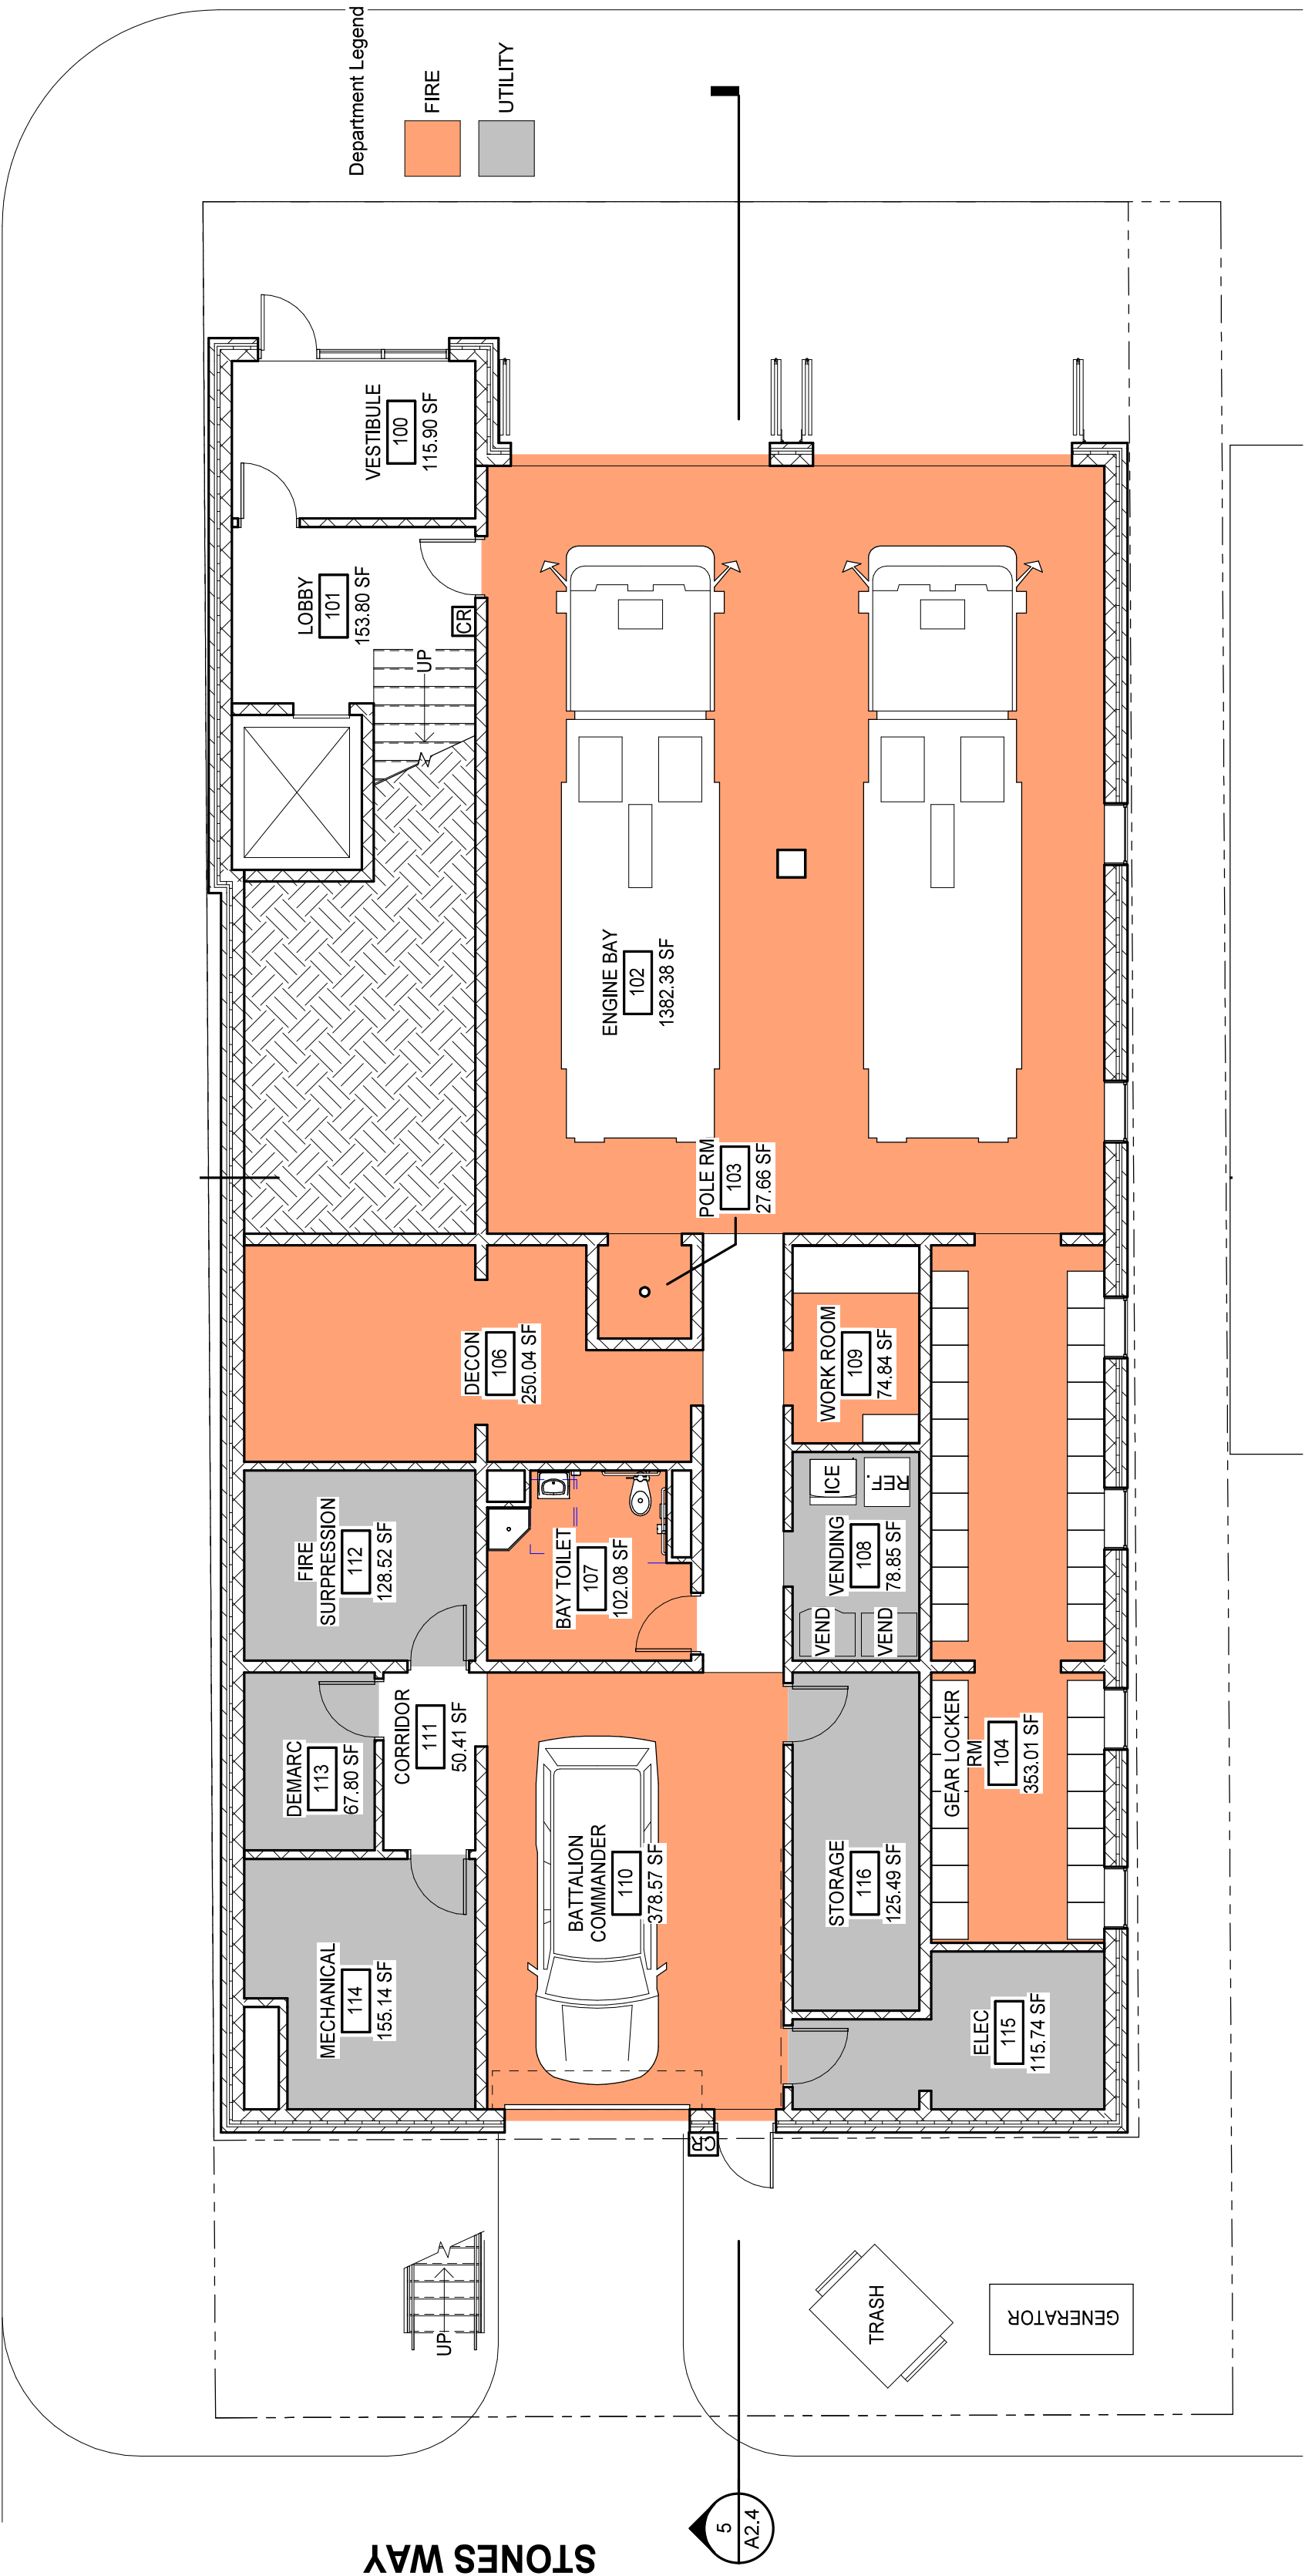 Department Legend
FIRE
UTILITY
VESTIBULE
100
115.90 SF
LOBBY
101
153.80 SF
CR
UP
ENGINE BAY
102
1382.38 SF
POLE RM
103
27.66 SF
DECON
106
250.04 SF
WORK ROOM
109
74.84 SF
FIRE
SURPRESSION
112
128.52 SF
BAY TOILET
107
102.08 SF
ICE
REF.
VENDING
108
78.85 SF
VEND
VEND
DEMARC
113
67.80 SF
CORRIDOR
111
50.41 SF
GEAR LOCKER
RM
104
353.01 SF
BATTALION
COMMANDER
110
378.57 SF
STORAGE
116
125.49 SF
MECHANICAL
114
155.14 SF
ELEC
115
115.74 SF
CR
UP
TRASH
GENERATOR
5
A2.4
STONES WAY